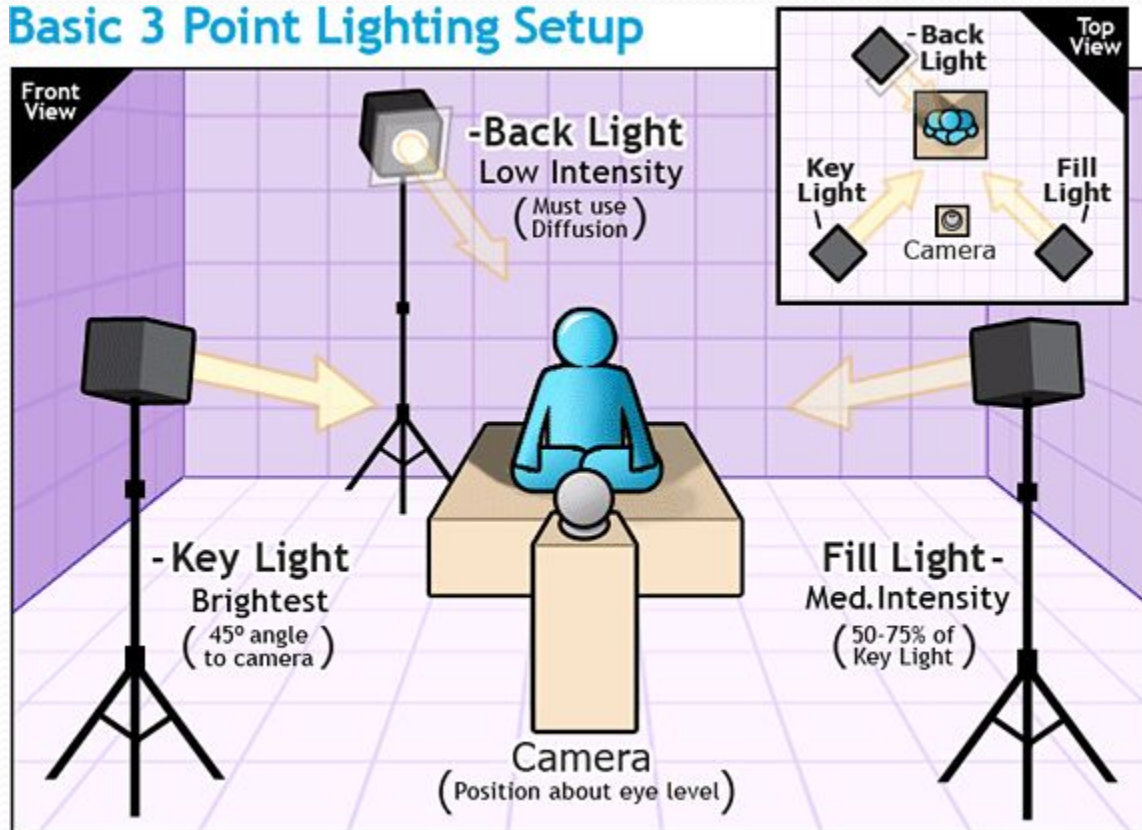 Basic 3 Point Lighting Setup
Front
View
-Back Light
Low Intensity
(Must use
Diffusion)
Top
View
-Back
Light
Key
Light
Fill
Light
Camera
-Key Light
Brightest
(45º angle
to camera)
Fill Light-
Med.Intensity
(50-75% of
Key Light)
Camera
(Position about eye level)